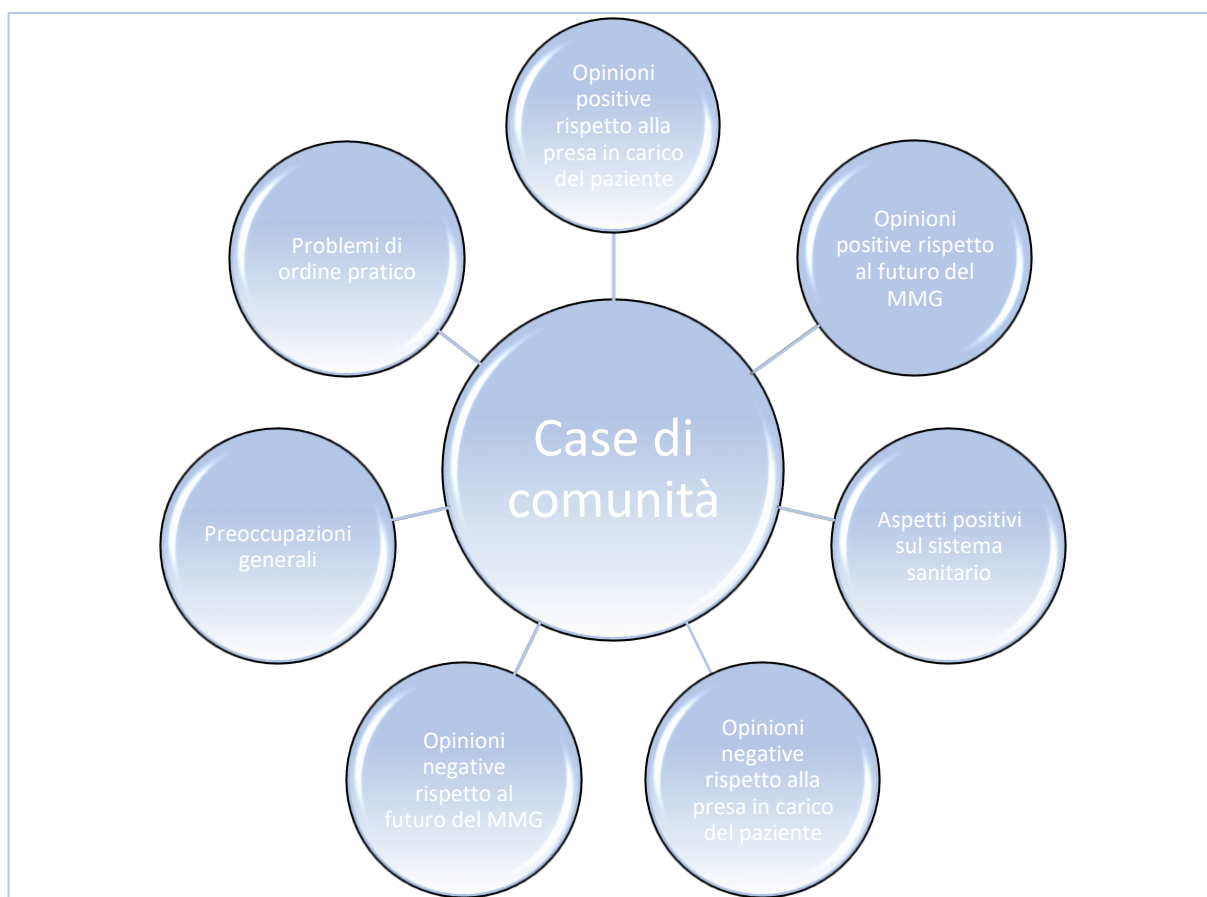 Opinioni
positive
rispetto alla
presa in carico
del paziente
Opinioni
positive rispetto
al futuro del
MMG
Aspetti positivi
sul sistema
sanitario
Opinioni
negative
rispetto alla
presa in carico
del paziente
Opinioni
negative
rispetto al
futuro del MMG
Preoccupazioni
generali
Problemi di
ordine pratico
Case di
comunità